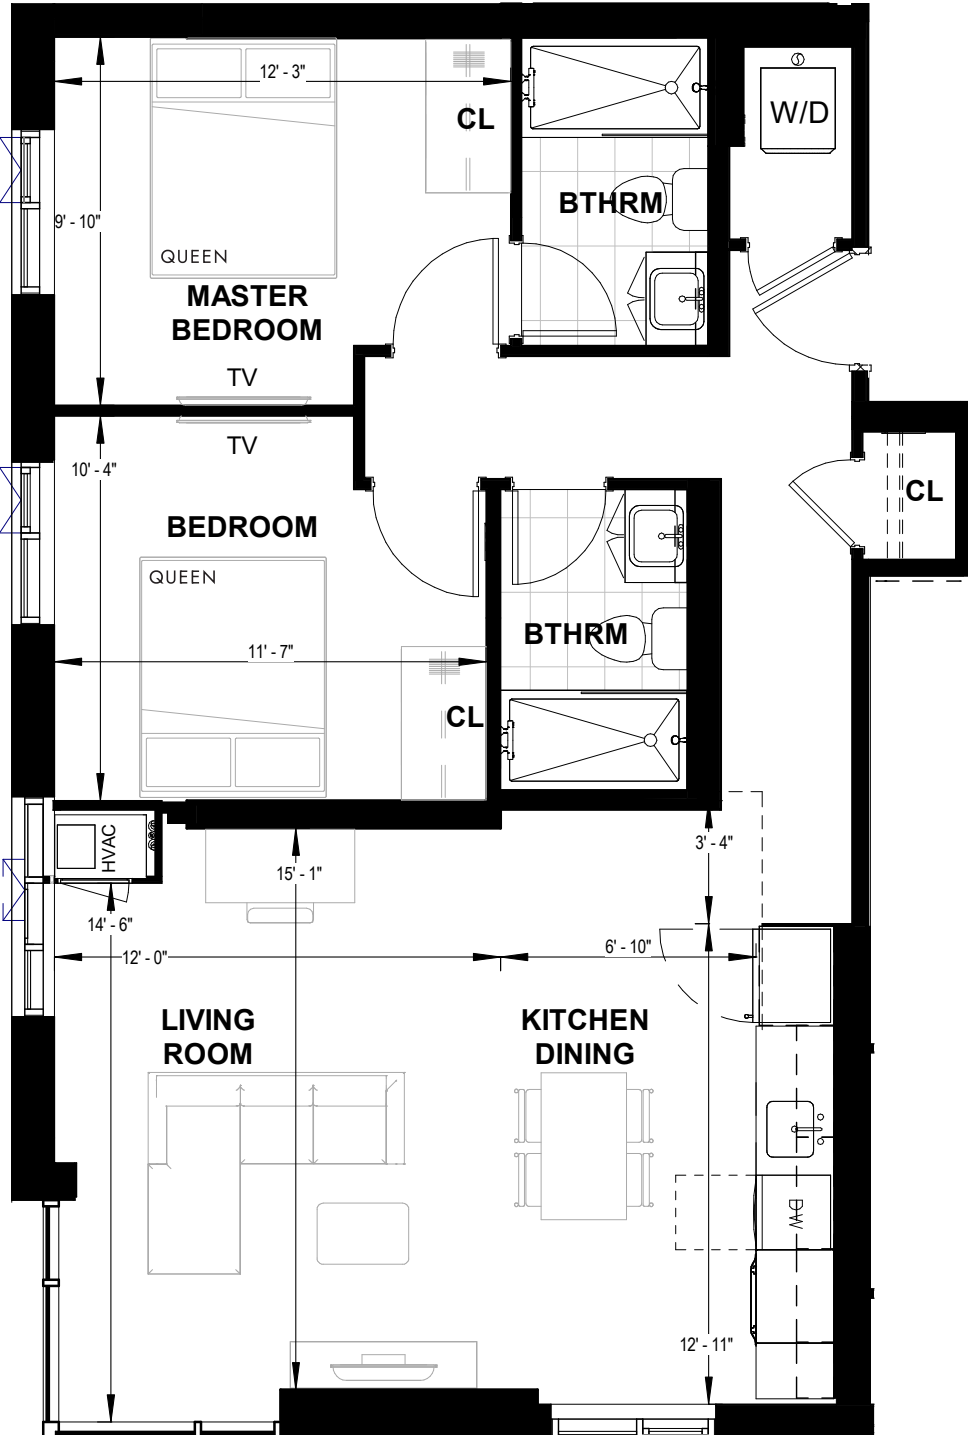 12' - 3"
CL
W/D
9' - 10"
BTHRM
QUEEN
MASTER
BEDROOM
TV
TV
10' - 4"
CL
BEDROOM
QUEEN
BTHRM
11' - 7"
CL
HVAC
3' - 4"
15' - 1"
14' - 6"
12' - 0"
6' - 10"
LIVING
ROOM
KITCHEN
DINING
DW
12' - 11"